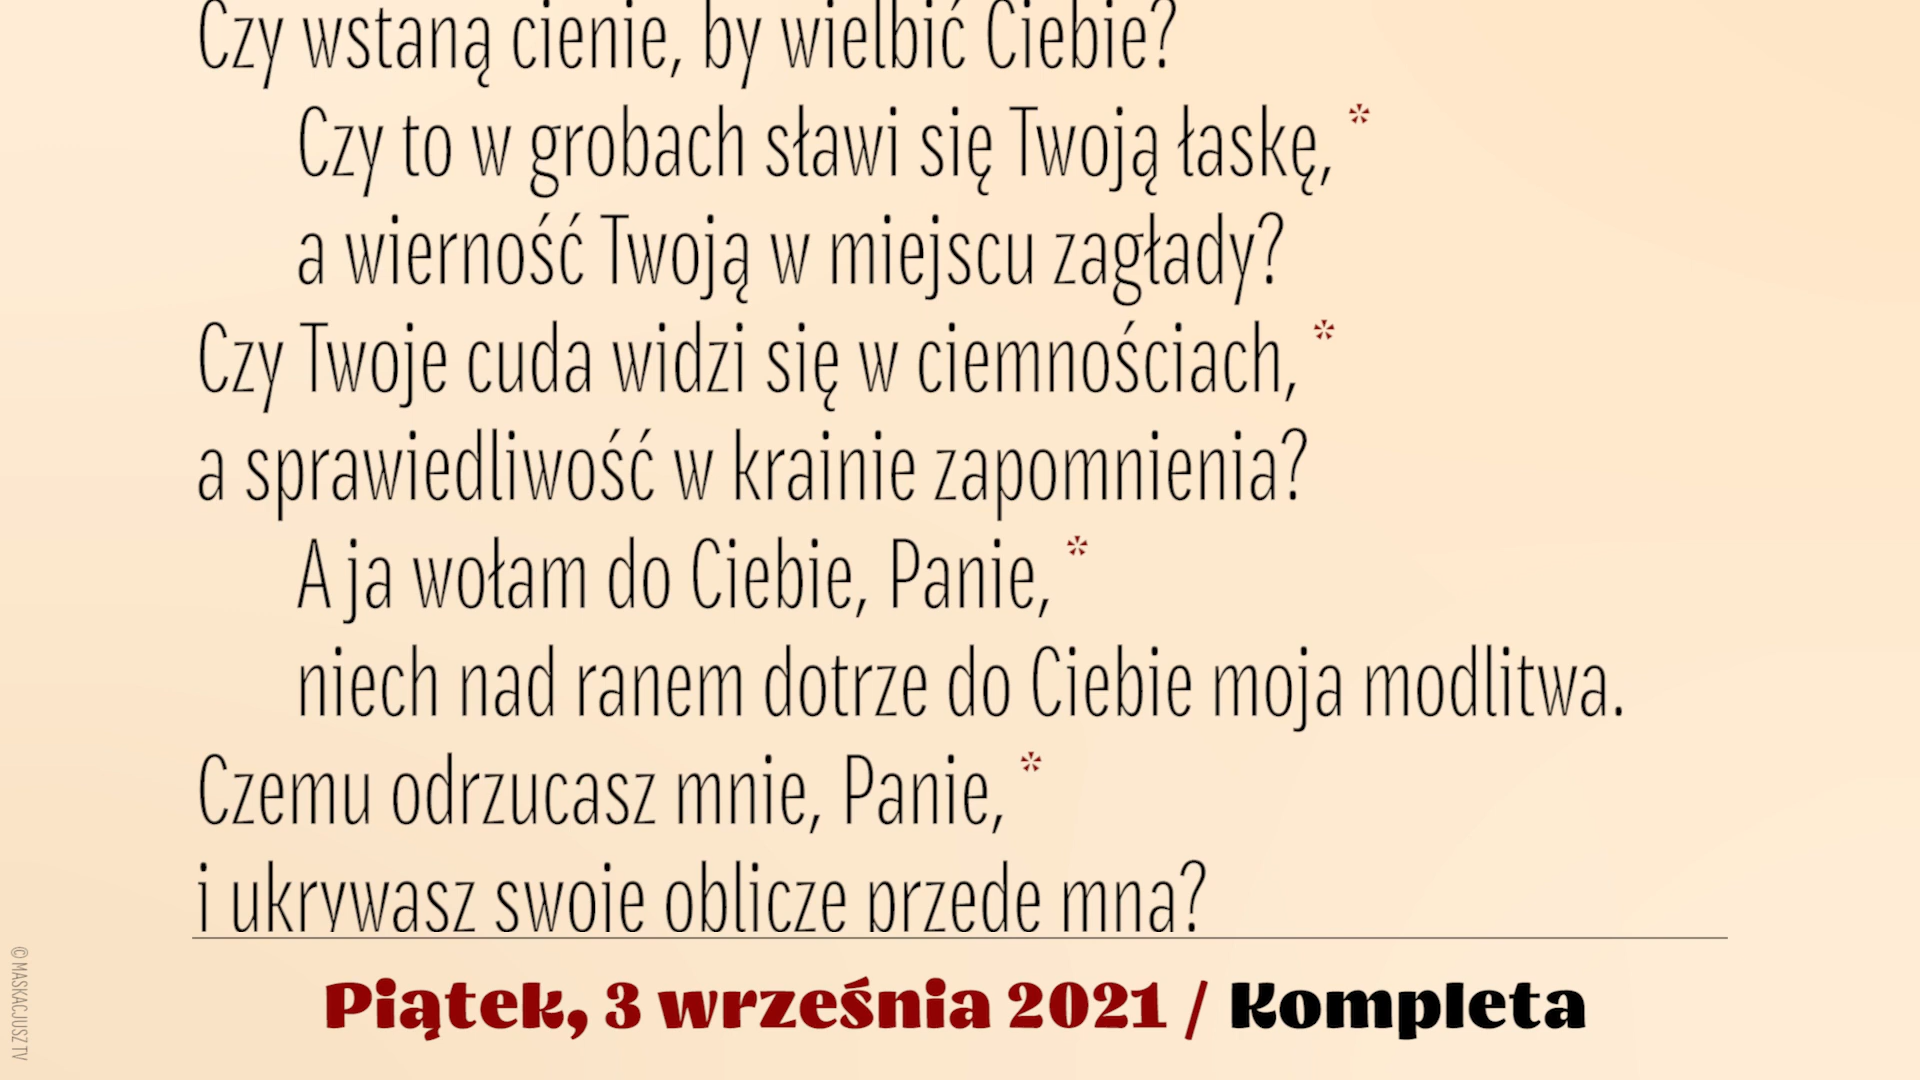 Czy wstaną cienie, by wielbić Ciebie?
Czy to w grobach sławi się Twoją łaskę, *
a wierność Twoją w miejscu zagłady?
Czy Twoje cuda widzi się w ciemnościach, *
a sprawiedliwość w krainie zapomnienia?
A ja wołam do Ciebie, Panie, *
niech nad ranem dotrze do Ciebie moja modlitwa.
Czemu odrzucasz mnie, Panie, *
i ukrywasz swoje oblicze przede mną?
Piątek, 3 września 2021 / Kompleta
© MASKACJUSZ TV